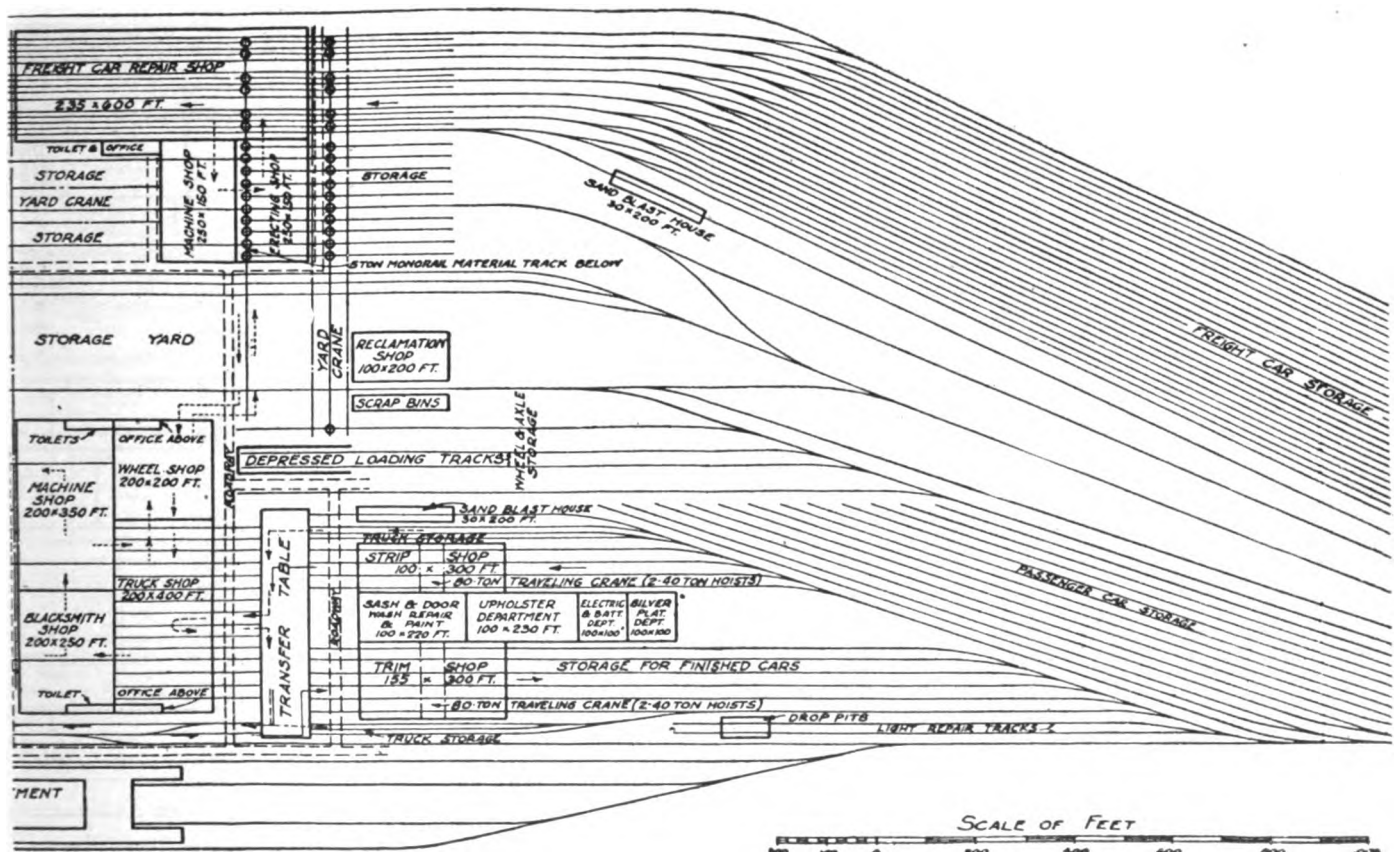 FREIGHT CAR REPAIR SHOP
235 x 600 FT.
TOILET & OFFICE
STORAGE
YARD CRANE
STORAGE
MACHINE SHOP
250 x 150 FT.
ERECTING SHOP
250 x 150 FT.
STORAGE
SAND BLAST HOUSE
30 x 200 FT.
5 TON MONORAIL MATERIAL TRACK BELOW
STORAGE YARD
YARD
CRANE
RECLAMATION
SHOP
100 x 200 FT.
SCRAP BINS
FREIGHT CAR STORAGE
TOILETS
OFFICE ABOVE
WHEEL SHOP
200 x 200 FT.
MACHINE
SHOP
200 x 350 FT.
ROADWAY
DEPRESSED LOADING TRACKS
WHEEL & AXLE
STORAGE
SAND BLAST HOUSE
30 x 200 FT.
TRUCK STORAGE
STRIP SHOP
100 x 300 FT.
80 TON TRAVELING CRANE (2-40 TON HOISTS)
TRUCK SHOP
200 x 400 FT.
BLACKSMITH
SHOP
200 x 250 FT.
TRANSFER TABLE
ROADWAY
SASH & DOOR
WASH REPAIR
& PAINT
100 x 220 FT.
UPHOLSTER
DEPARTMENT
100 x 230 FT.
ELECTRIC
& BATT.
DEPT.
100 x 100'
SILVER
PLAT.
DEPT.
100 x 100
PASSENGER CAR STORAGE
TRIM SHOP
155 x 300 FT.
STORAGE FOR FINISHED CARS
TOILET
OFFICE ABOVE
80 TON TRAVELING CRANE (2-40 TON HOISTS)
TRUCK STORAGE
DROP PITS
LIGHT REPAIR TRACKS
MENT
SCALE OF FEET